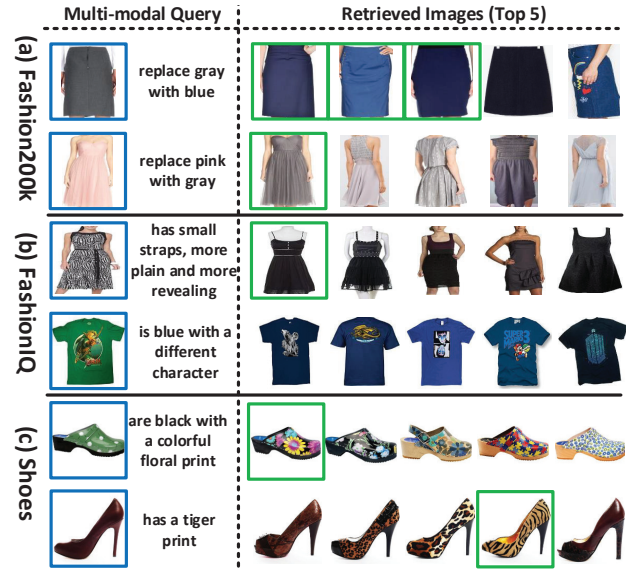 Multi-modal Query
Retrieved Images (Top 5)
(a) Fashion200k
replace gray
with blue
replace pink
with gray
(b) FashionIQ
has small
straps, more
plain and more
revealing
is blue with a
different
character
SUPER
3
(c) Shoes
are black with
a colorful
floral print
has a tiger
print